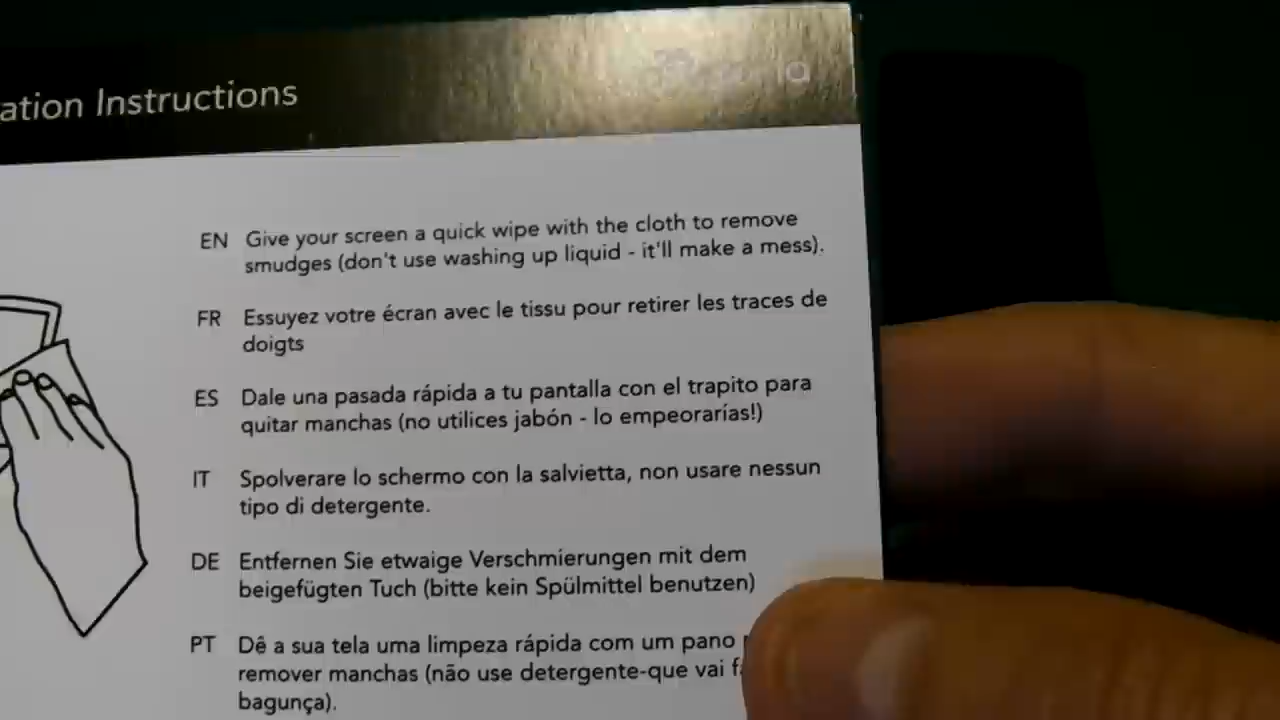 ation Instructions
EN Give your screen a quick wipe with the cloth to remove
smudges (don't use washing up liquid - it'll make a mess).
FR Essuyez votre écran avec le tissu pour retirer les traces de
doigts
ES Dale una pasada rápida a tu pantalla con el trapito para
quitar manchas (no utilices jabón - lo empeorarías!)
IT Spolverare lo schermo con la salvietta, non usare nessun
tipo di detergente.
DE Entfernen Sie etwaige Verschmierungen mit dem
beigefügten Tuch (bitte kein Spülmittel benutzen)
PT Dê a sua tela uma limpeza rápida com um pano
remover manchas (não use detergente-que vai
bagunça).